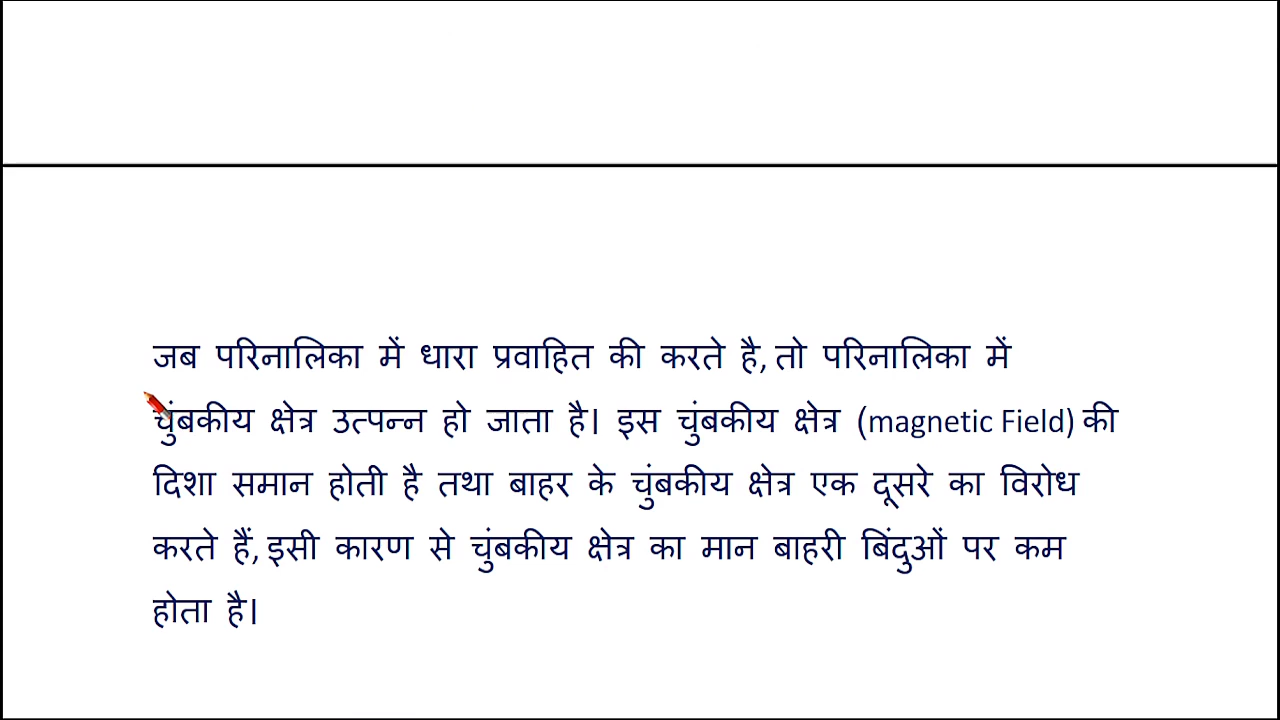 जब परिनालिका में धारा प्रवाहित की करते है, तो परिनालिका में
चुंबकीय क्षेत्र उत्पन्न हो जाता है। इस चुंबकीय क्षेत्र (magnetic Field) की
दिशा समान होती है तथा बाहर के चुंबकीय क्षेत्र एक दूसरे का विरोध
करते हैं, इसी कारण से चुंबकीय क्षेत्र का मान बाहरी बिंदुओं पर कम
होता है।